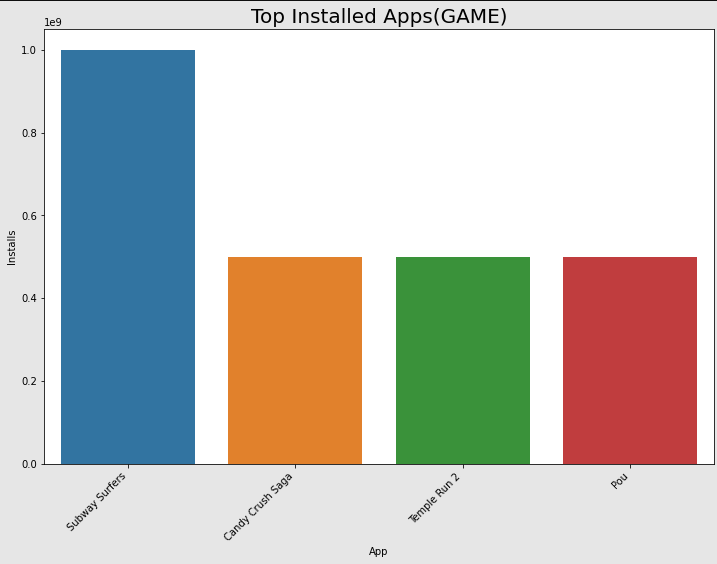 Top Installed Apps(GAME)
1e9
1.0
0.8
0.6
0.4
0.2
0.0
Installs
Subway Surfers
Candy Crush Saga
Temple Run 2
Pou
App